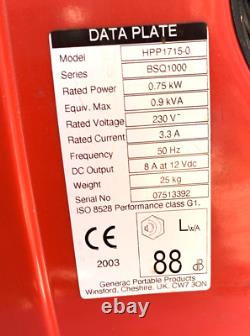 DATA PLATE
Model HPP1715-0
Series BSQ1000
Rated Power 0.75 kW
Equiv. Max 0.9 kVA
Rated Voltage 230 V~
Rated Current 3.3 A
Frequency 50 Hz
DC Output 8 A at 12 Vdc
Weight 25 kg
Serial No 07513392
ISO 8528 Performance class G1.
CE
LWA
2003
88 dB
Generac Portable Products
Winsford, Cheshire, UK, CW7 3QN